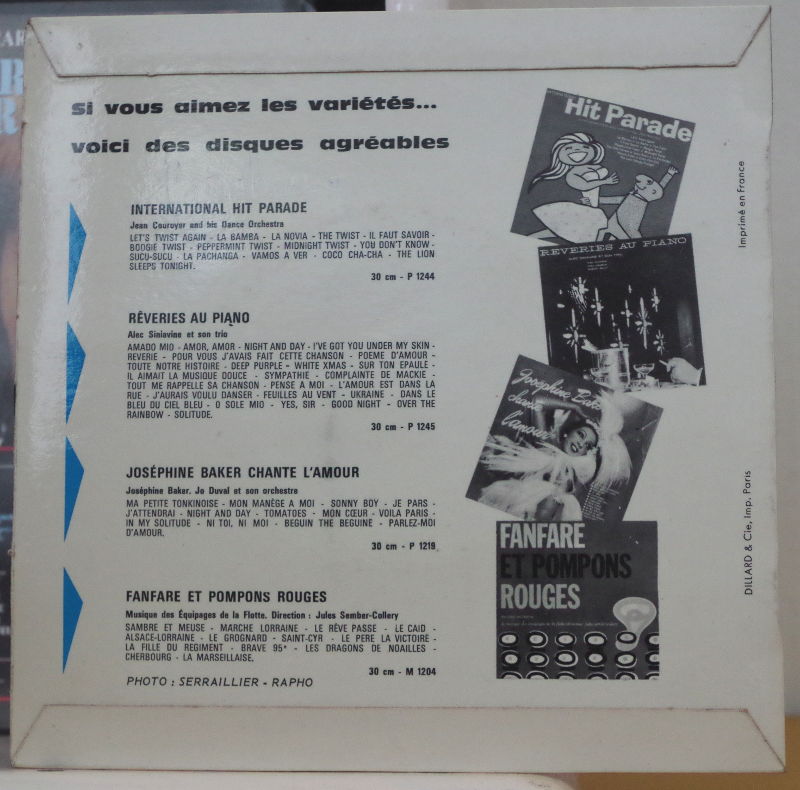 si vous aimez les variétés...
voici des disques agréables
INTERNATIONAL HIT PARADE
Jean Couroyer and his Dance Orchestra
LET'S TWIST AGAIN - LA BAMBA - LA NOVIA - THE TWIST - IL FAUT SAVOIR -
BOOGIE TWIST - PEPPERMINT TWIST - MIDNIGHT TWIST - YOU DON'T KNOW -
SUCU-SUCU - LA PACHANGA - VAMOS A VER - COCO CHA-CHA - THE LION
SLEEPS TONIGHT.
30 cm - P 1244
RÊVERIES AU PIANO
Alec Siniavine et son trio
AMADO MIO - AMOR, AMOR - NIGHT AND DAY - I'VE GOT YOU UNDER MY SKIN -
REVERIE - POUR VOUS J'AVAIS FAIT CETTE CHANSON - POEME D'AMOUR -
TOUTE NOTRE HISTOIRE - DEEP PURPLE - WHITE XMAS - SUR TON EPAULE -
IL AIMAIT LA MUSIQUE DOUCE - SYMPATHIE - COMPLAINTE DE MACKIE -
TOUT ME RAPPELLE SA CHANSON - PENSE A MOI - L'AMOUR EST DANS LA
RUE - J'AURAIS VOULU DANSER - FEUILLES AU VENT - UKRAINE - DANS LE
BLEU DU CIEL BLEU - O SOLE MIO - YES, SIR - GOOD NIGHT - OVER THE
RAINBOW - SOLITUDE.
30 cm - P 1245
JOSÉPHINE BAKER CHANTE L'AMOUR
Joséphine Baker. Jo Duval et son orchestre
MA PETITE TONKINOISE - MON MANÈGE A MOI - SONNY BOY - JE PARS -
J'ATTENDRAI - NIGHT AND DAY - TOMATOES - MON CŒUR - VOILA PARIS -
IN MY SOLITUDE - NI TOI, NI MOI - BEGUIN THE BEGUINE - PARLEZ-MOI
D'AMOUR.
30 cm - P 1219
FANFARE ET POMPONS ROUGES
Musique des Équipages de la Flotte. Direction : Jules Sember-Collery
SAMBRE ET MEUSE - MARCHE LORRAINE - LE RÊVE PASSE - LE CAID -
ALSACE-LORRAINE - LE GROGNARD - SAINT-CYR - LE PERE LA VICTOIRE -
LA FILLE DU REGIMENT - BRAVE 95e - LES DRAGONS DE NOAILLES -
CHERBOURG - LA MARSEILLAISE.
30 cm - M 1204
PHOTO : SERRAILLIER - RAPHO
Hit Parade
REVERIES AU PIANO
Joséphine Baker
chante
l'amour
FANFARE
ET POMPONS
ROUGES
Imprimé en France
DILLARD & Cie, Imp. Paris